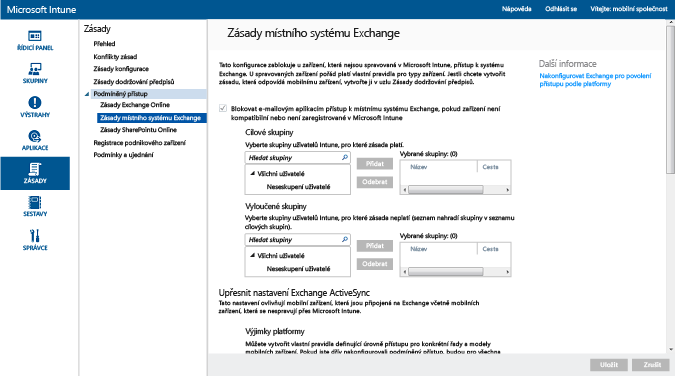 Microsoft Intune
Nápověda
Odhlásit se
Vítejte: mobilní společnost
ŘÍDICÍ PANEL
SKUPINY
VÝSTRAHY
APLIKACE
ZÁSADY
SESTAVY
SPRÁVCE
Zásady
Přehled
Konflikty zásad
Zásady konfigurace
Zásady dodržování předpisů
Podmíněný přístup
Zásady Exchange Online
Zásady místního systému Exchange
Zásady SharePointu Online
Registrace podnikového zařízení
Podmínky a ujednání
Zásady místního systému Exchange
Tato konfigurace zablokuje u zařízení, která nejsou spravovaná v Microsoft Intune, přístup k systému
Exchange. U spravovaných zařízení pořád platí vlastní pravidla pro typy zařízení. Jestli chcete vytvořit
zásadu, která odpovídá mobilnímu zařízení, vytvořte ji v uzlu Zásady dodržování předpisů.
Další informace
Nakonfigurovat Exchange pro povolení
přístupu podle platformy
Blokovat e-mailovým aplikacím přístup k místnímu systému Exchange, pokud zařízení není
kompatibilní nebo není zaregistrované v Microsoft Intune
Cílové skupiny
Vyberte skupiny uživatelů Intune, pro které zásada platí.
Hledat skupiny
Všichni uživatelé
Neseskupení uživatelé
Přidat
Odebrat
Vybrané skupiny: (0)
Název
Cesta
Vyloučené skupiny
Vyberte skupiny uživatelů Intune, pro které zásada neplatí (seznam nahradí skupiny v seznamu
cílových skupin).
Hledat skupiny
Všichni uživatelé
Neseskupení uživatelé
Přidat
Odebrat
Vybrané skupiny: (0)
Název
Cesta
Upřesnit nastavení Exchange ActiveSync
Tato nastavení ovlivňují mobilní zařízení, která jsou připojená na Exchange včetně mobilních
zařízení, která se nespravují přes Microsoft Intune.
Výjimky platformy
Můžete vytvořit vlastní pravidla definující úrovně přístupu pro konkrétní řady a modely
mobilních zařízení. Pokud jste dřív nakonfigurovali podmíněný přístup, budou pro všechna
Uložit
Zrušit